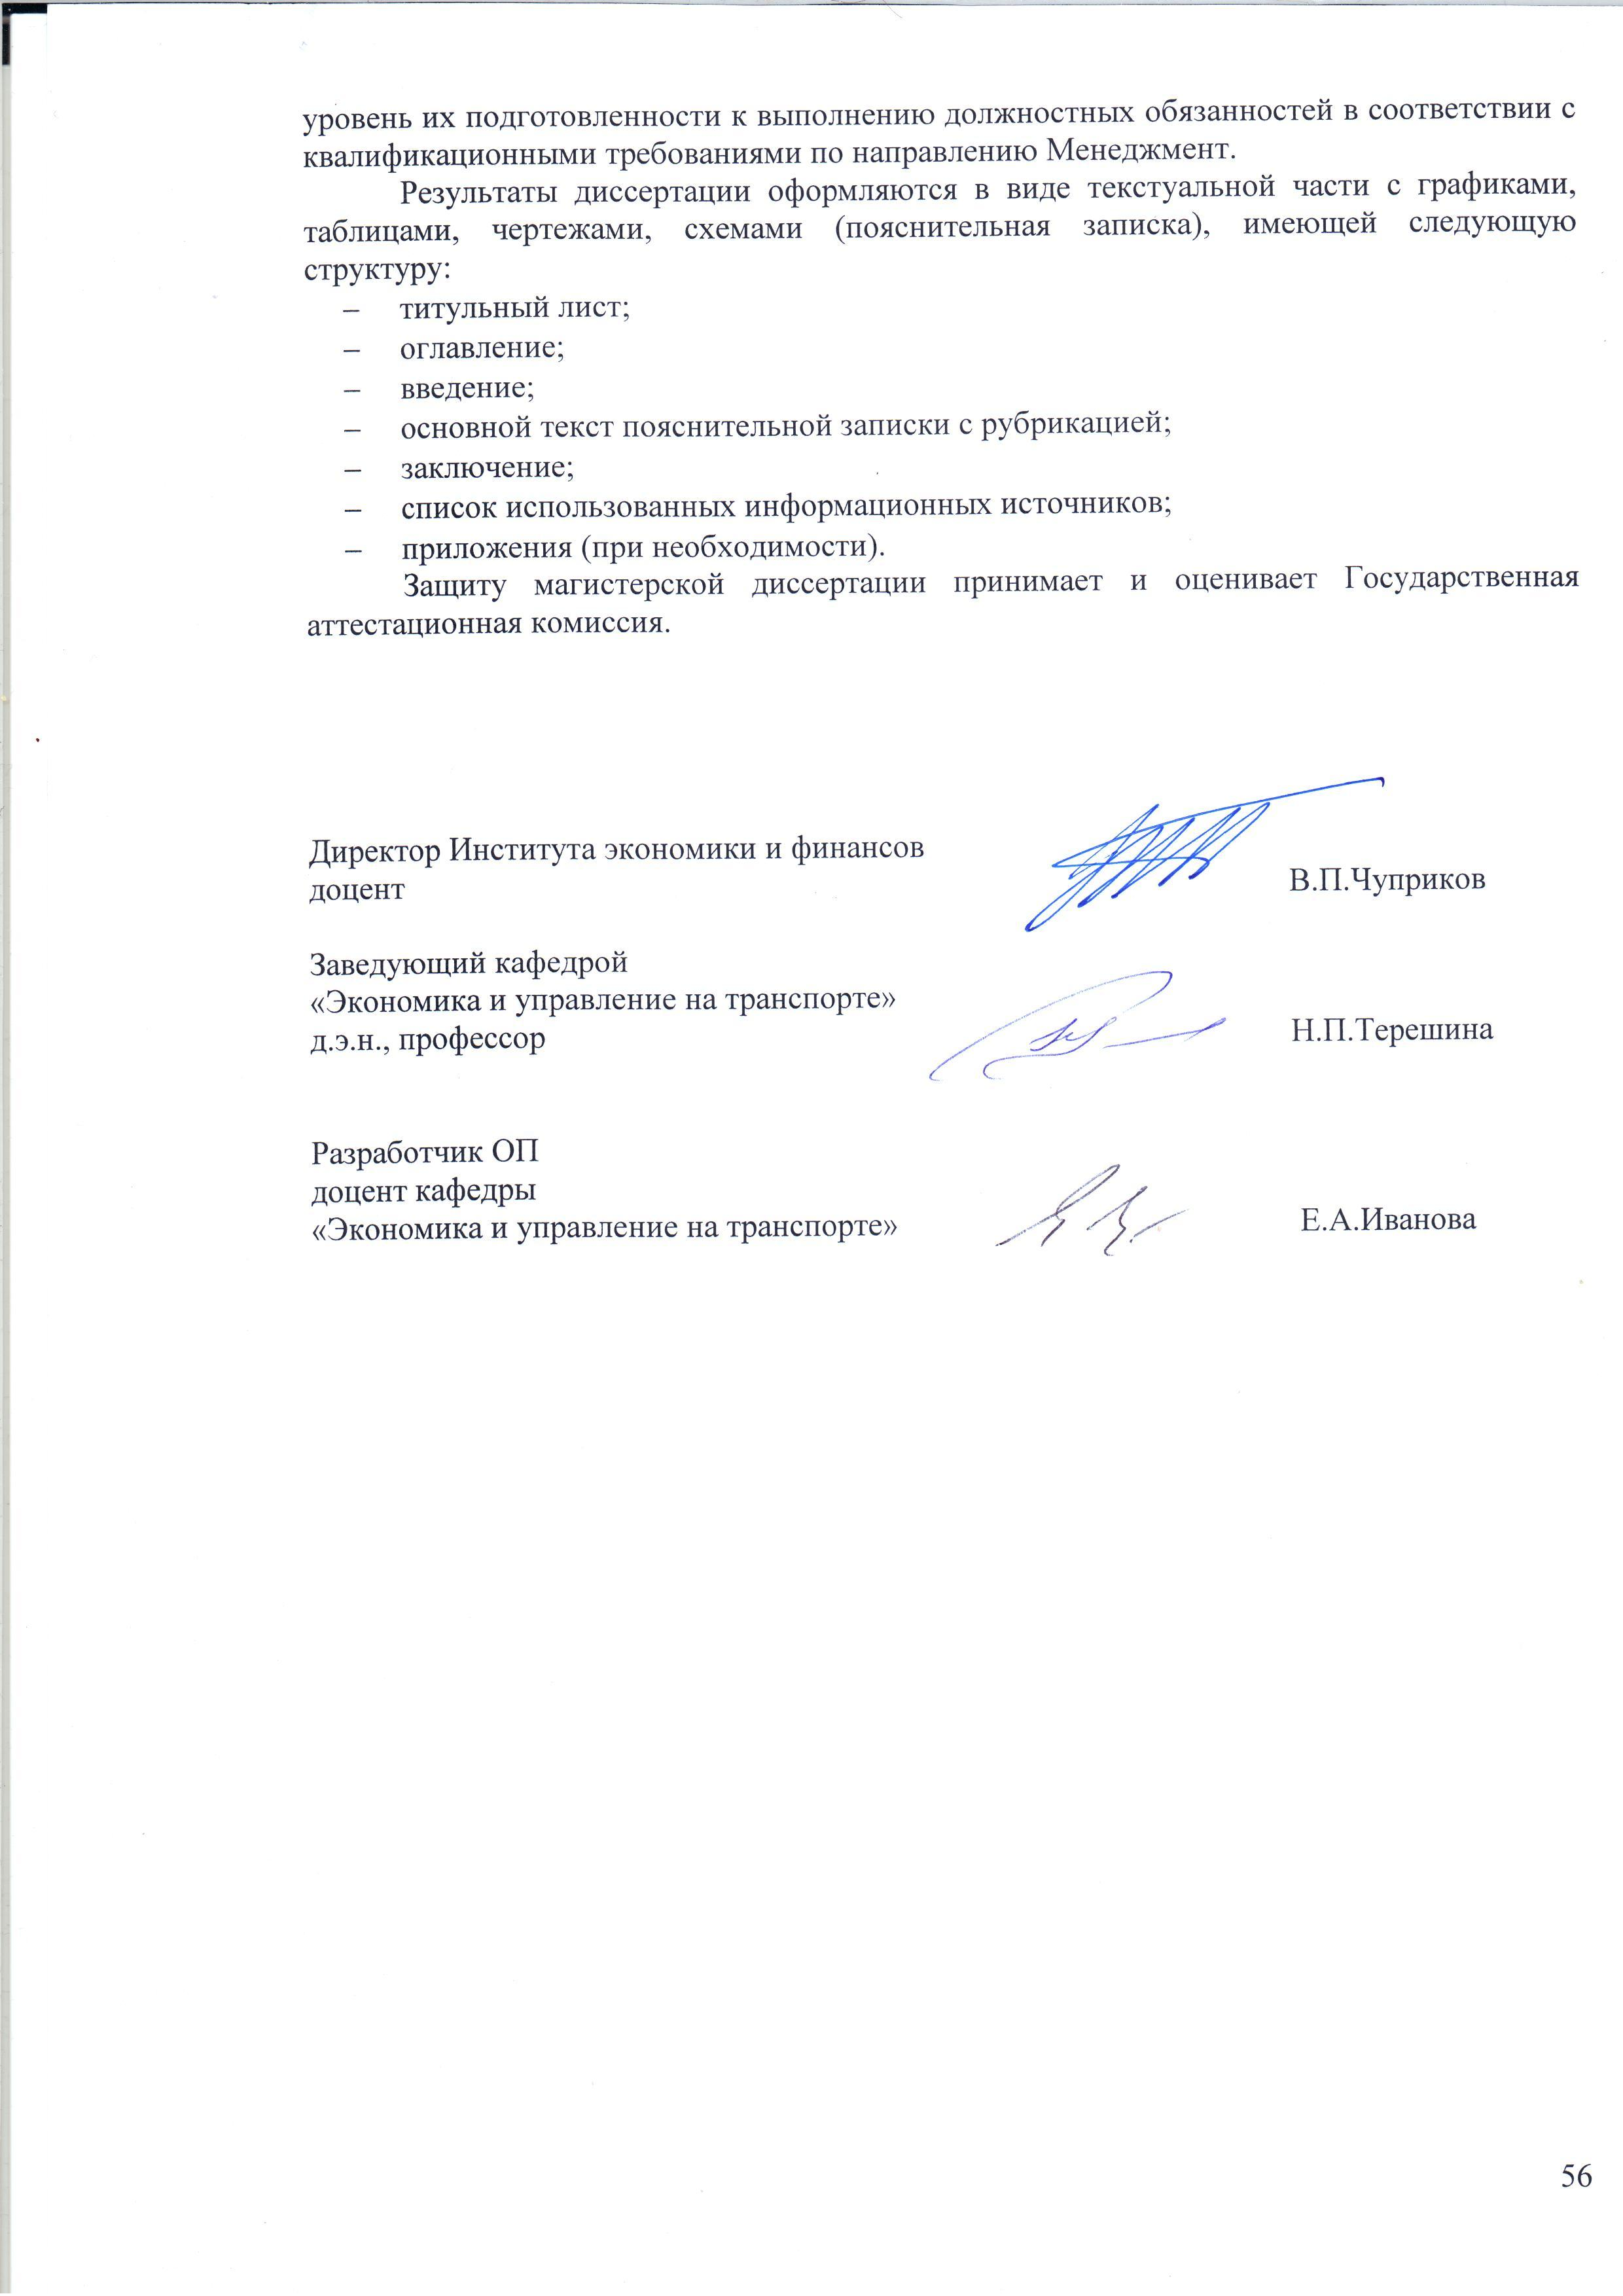 уровень их подготовленности к выполнению должностных обязанностей в соответствии с
квалификационными требованиями по направлению Менеджмент.
Результаты диссертации оформляются в виде текстуальной части с графиками,
таблицами, чертежами, схемами (пояснительная записка), имеющей следующую
структуру:
– титульный лист;
– оглавление;
– введение;
– основной текст пояснительной записки с рубрикацией;
– заключение;
– список использованных информационных источников;
– приложения (при необходимости).
Защиту магистерской диссертации принимает и оценивает Государственная
аттестационная комиссия.
Директор Института экономики и финансов
доцент В.П.Чуприков
Заведующий кафедрой
«Экономика и управление на транспорте»
д.э.н., профессор Н.П.Терешина
Разработчик ОП
доцент кафедры
«Экономика и управление на транспорте» Е.А.Иванова
56